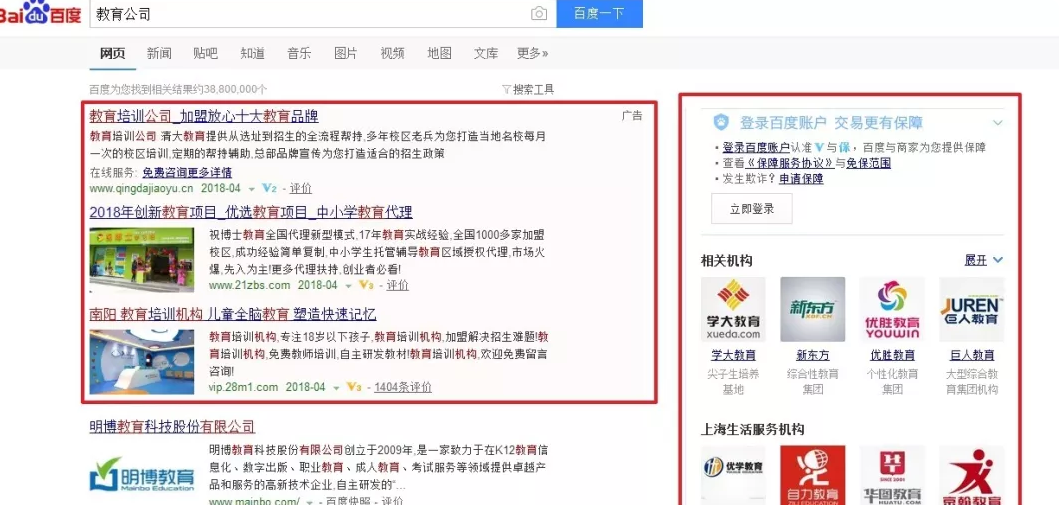 Bai du 百度
教育公司
百度一下
网页 新闻 贴吧 知道 音乐 图片 视频 地图 文库 更多»
百度为您找到相关结果约38,800,000个
搜索工具
教育培训公司_加盟放心十大教育品牌
广告
教育培训公司 清大教育提供从选址到招生的全流程帮持,多年校区老兵为您打造当地名校每月
一次的校区培训,定期的帮持辅助,总部品牌宣传为您打造适合的招生政策
在线服务: 免费咨询更多详情
www.qingdajiaoyu.cn 2018-04 V2 - 评价
2018年创新教育项目_优选教育项目_中小学教育代理
祝博士教育全国代理新型模式,17年教育实战经验,全国1000多家加盟
校区,成功经验简单复制,中小学生托管辅导教育区域授权代理,市场火
爆,先入为主!更多代理扶持,创业者必看!
www.21zbs.com 2018-04 V3 - 评价
南阳 教育培训机构 儿童全脑教育 塑造快速记忆
教育培训机构,专注18岁以下孩子,教育培训机构,加盟解决招生难题!教
育培训机构,免费教师培训,自主研发教材!教育培训机构,欢迎免费留言
咨询!
vip.28m1.com 2018-04 V3 - 1404条评价
明博教育科技股份有限公司
明博教育科技股份有限公司创立于2009年,是一家致力于在K12教育信
息化、数字出版、职业教育、成人教育、考试服务等领域提供卓越产
品和服务的高新技术企业,自主研发的“...
明博教育
Mainbo Education
www.mainbo.com/ - 百度快照 - 评价
登录百度账户 交易更有保障
• 登录百度账户认准V与保，百度与商家为您提供保障
• 查看《保障服务协议》与免保范围
• 发生欺诈? 申请保障
立即登录
相关机构
展开
学大教育
xueda.com
新东方
XDF.CN
优胜教育
YOUWIN
JUREN
巨人教育
学大教育 新东方 优胜教育 巨人教育
尖子生培养 综合性教育 个性化教育 大型综合教
基地 集团 集团 育集团机构
上海生活服务机构
优学教育
自力教育
ZILI EDUCATION
SINCE 2001
华图教育
HUATU.COM
京翰教育